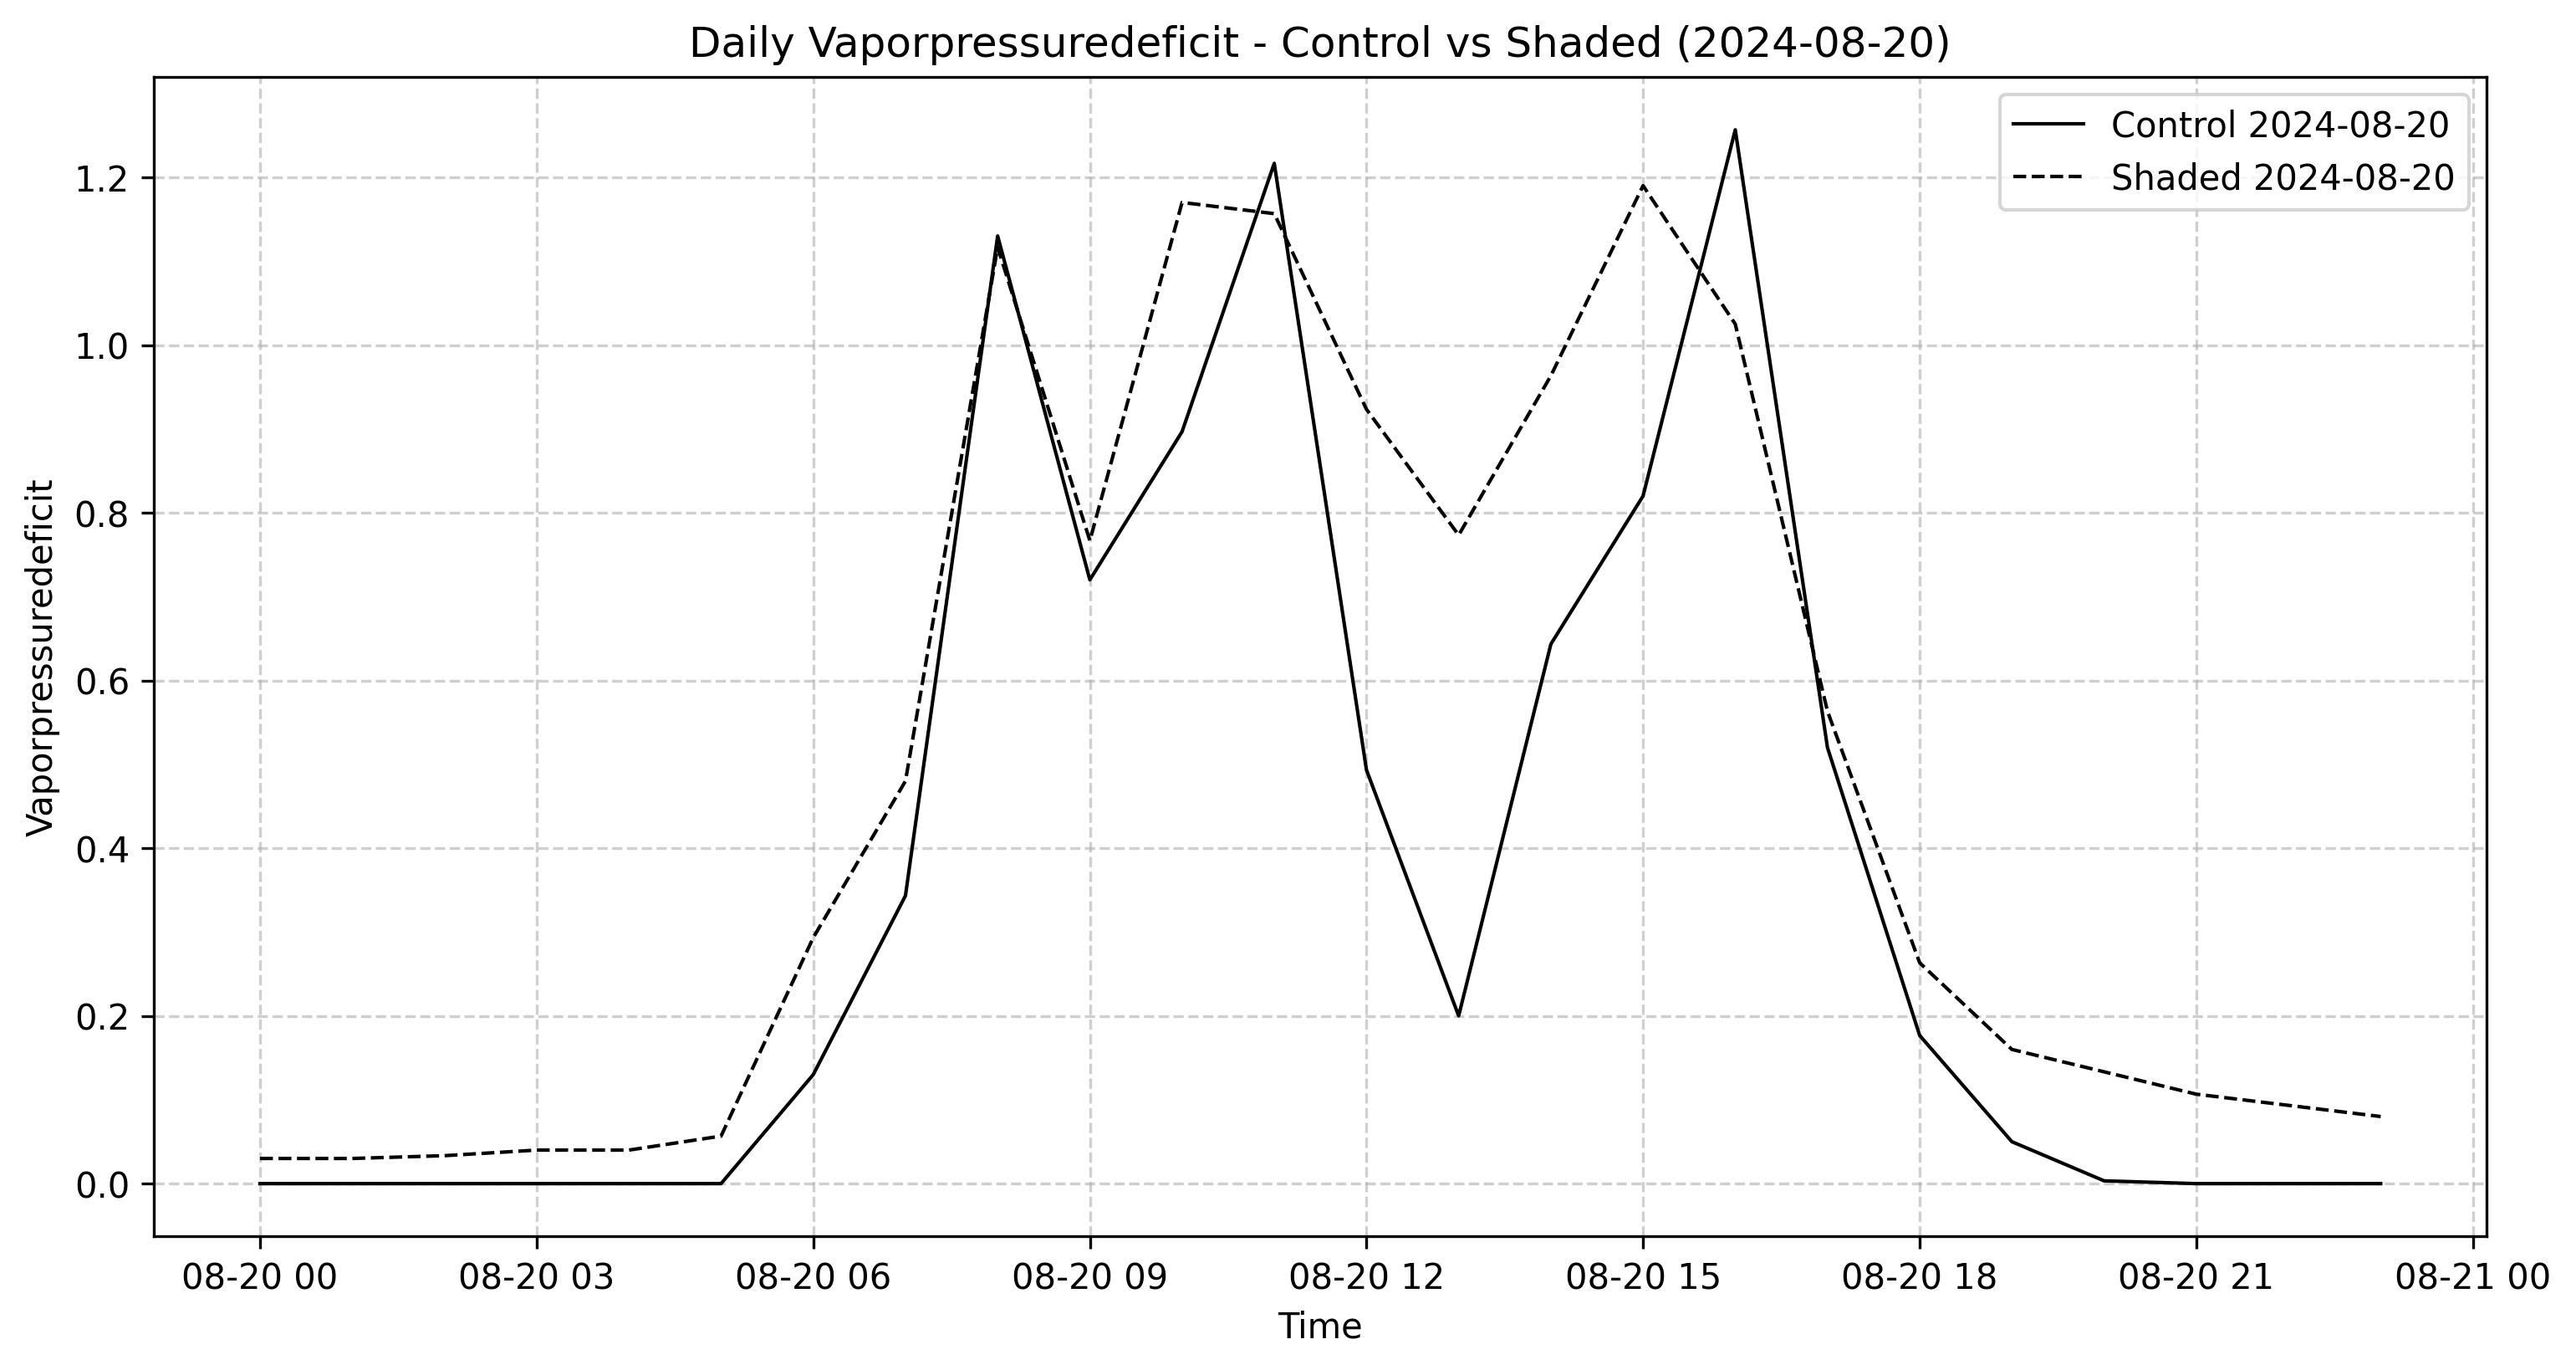 Daily Vaporpressuredeficit - Control vs Shaded (2024-08-20)
Control 2024-08-20
Shaded 2024-08-20
Vaporpressuredeficit
1.2
1.0
0.8
0.6
0.4
0.2
0.0
08-20 00 08-20 03 08-20 06 08-20 09 08-20 12 08-20 15 08-20 18 08-20 21 08-21 00
Time